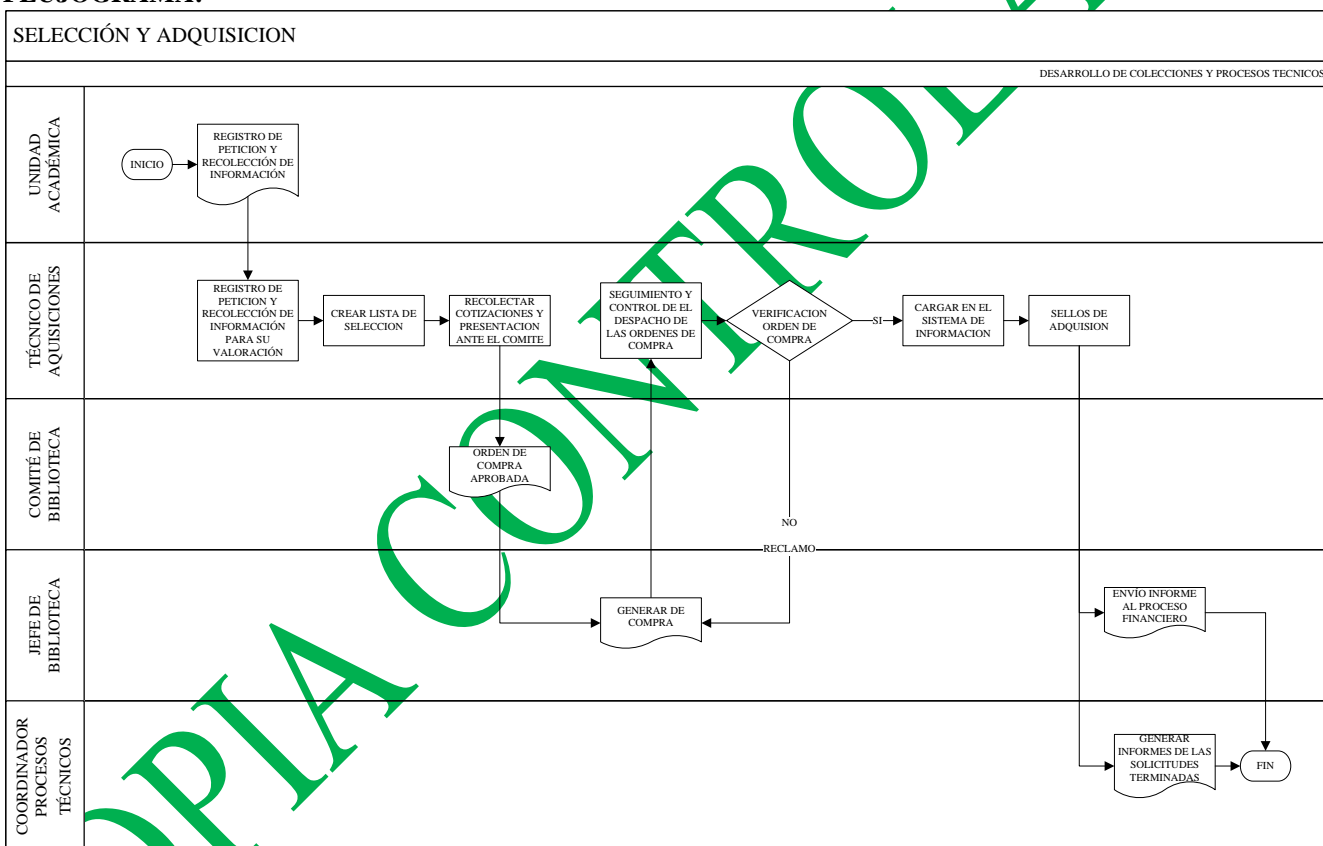 FLUJOGRAMA:
SELECCIÓN Y ADQUISICION
DESARROLLO DE COLECCIONES Y PROCESOS TECNICOS
UNIDAD
ACADÉMICA
INICIO
REGISTRO DE
PETICION Y
RECOLECCIÓN DE
INFORMACIÓN
TÉCNICO DE
AQUISICIONES
REGISTRO DE
PETICION Y
RECOLECCIÓN DE
INFORMACIÓN
PARA SU
VALORACIÓN
CREAR LISTA DE
SELECCION
RECOLECTAR
COTIZACIONES Y
PRESENTACION
ANTE EL COMITE
SEGUIMIENTO Y
CONTROL DE EL
DESPACHO DE
LAS ORDENES DE
COMPRA
VERIFICACION
ORDEN DE
COMPRA
SI
CARGAR EN EL
SISTEMA DE
INFORMACION
SELLOS DE
ADQUISION
COMITÉ DE
BIBLIOTECA
ORDEN DE
COMPRA
APROBADA
NO
RECLAMO
JEFE DE
BIBLIOTECA
GENERAR DE
COMPRA
ENVÍO INFORME
AL PROCESO
FINANCIERO
COORDINADOR
PROCESOS
TÉCNICOS
GENERAR
INFORMES DE LAS
SOLICITUDES
TERMINADAS
FIN
OPIA CONTROL